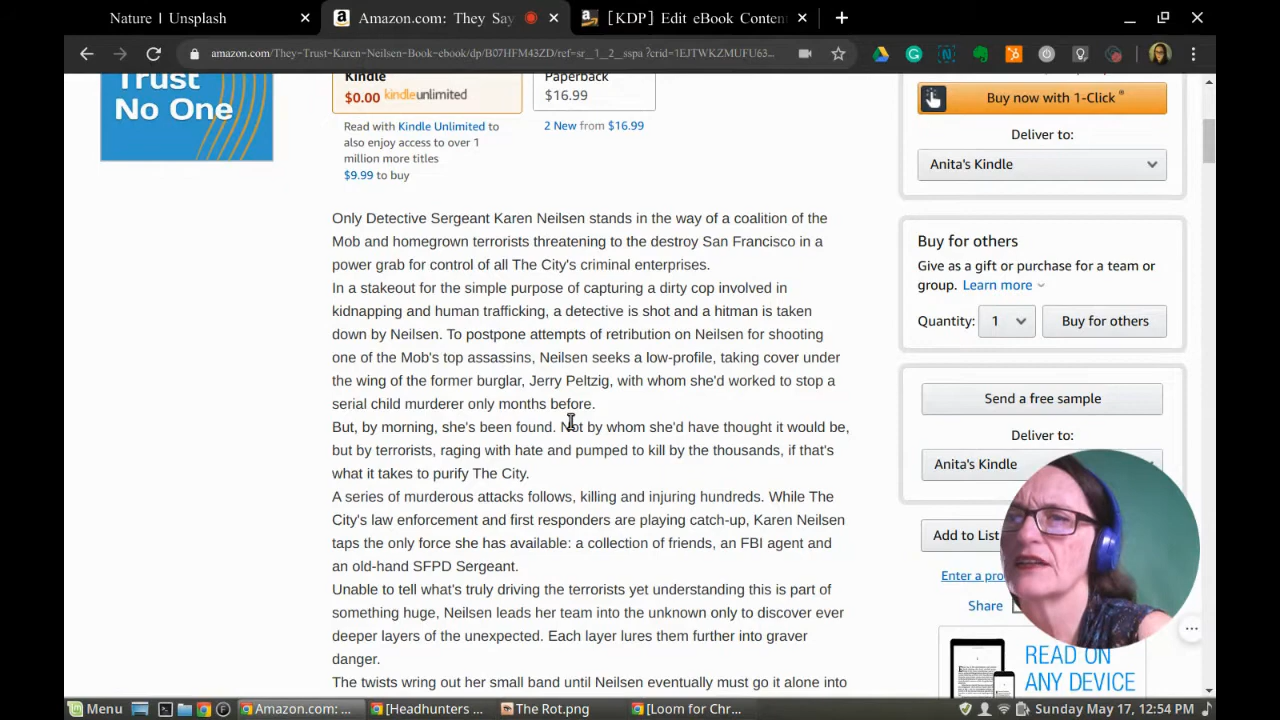 Nature | Unsplash
Amazon.com: They Say
[KDP] Edit eBook Conten
amazon.com/They-Trust-Karen-Neilsen-Book-ebook/dp/B07HFM43ZD/ref=sr_1_2_sspa ?crid=1EJTWKZMUFU63...
Trust
No One
Kindle
$0.00 kindleunlimited
Read with Kindle Unlimited to
also enjoy access to over 1
million more titles
$9.99 to buy
Paperback
$16.99
2 New from $16.99
Only Detective Sergeant Karen Neilsen stands in the way of a coalition of the
Mob and homegrown terrorists threatening to the destroy San Francisco in a
power grab for control of all The City's criminal enterprises.
In a stakeout for the simple purpose of capturing a dirty cop involved in
kidnapping and human trafficking, a detective is shot and a hitman is taken
down by Neilsen. To postpone attempts of retribution on Neilsen for shooting
one of the Mob's top assassins, Neilsen seeks a low-profile, taking cover under
the wing of the former burglar, Jerry Peltzig, with whom she'd worked to stop a
serial child murderer only months before.
But, by morning, she's been found. Not by whom she'd have thought it would be,
but by terrorists, raging with hate and pumped to kill by the thousands, if that's
what it takes to purify The City.
A series of murderous attacks follows, killing and injuring hundreds. While The
City's law enforcement and first responders are playing catch-up, Karen Neilsen
taps the only force she has available: a collection of friends, an FBI agent and
an old-hand SFPD Sergeant.
Unable to tell what's truly driving the terrorists yet understanding this is part of
something huge, Neilsen leads her team into the unknown only to discover ever
deeper layers of the unexpected. Each layer lures them further into graver
danger.
The twists wring out her small band until Neilsen eventually must go it alone into
Buy now with 1-Click ®
Deliver to:
Anita's Kindle
Buy for others
Give as a gift or purchase for a team or
group. Learn more
Quantity: 1 Buy for others
Send a free sample
Deliver to:
Anita's Kindle
Add to List
Enter a pro
Share
READ ON
ANY DEVICE
Menu
Amazon.com: ...
[Headhunters ...
The Rot.png
[Loom for Chr...
Sunday May 17, 12:54 PM